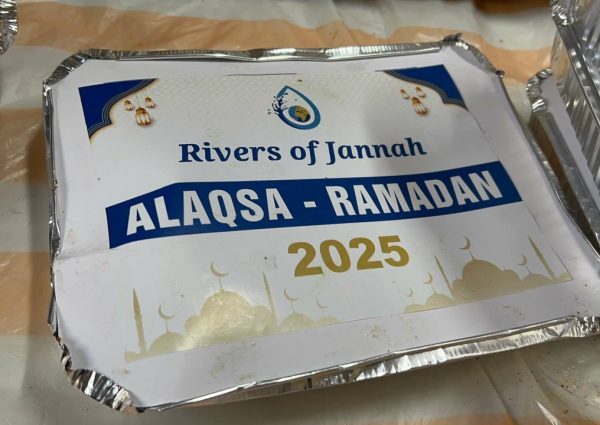 Rivers of Jannah
ALAQSA - RAMADAN
2025